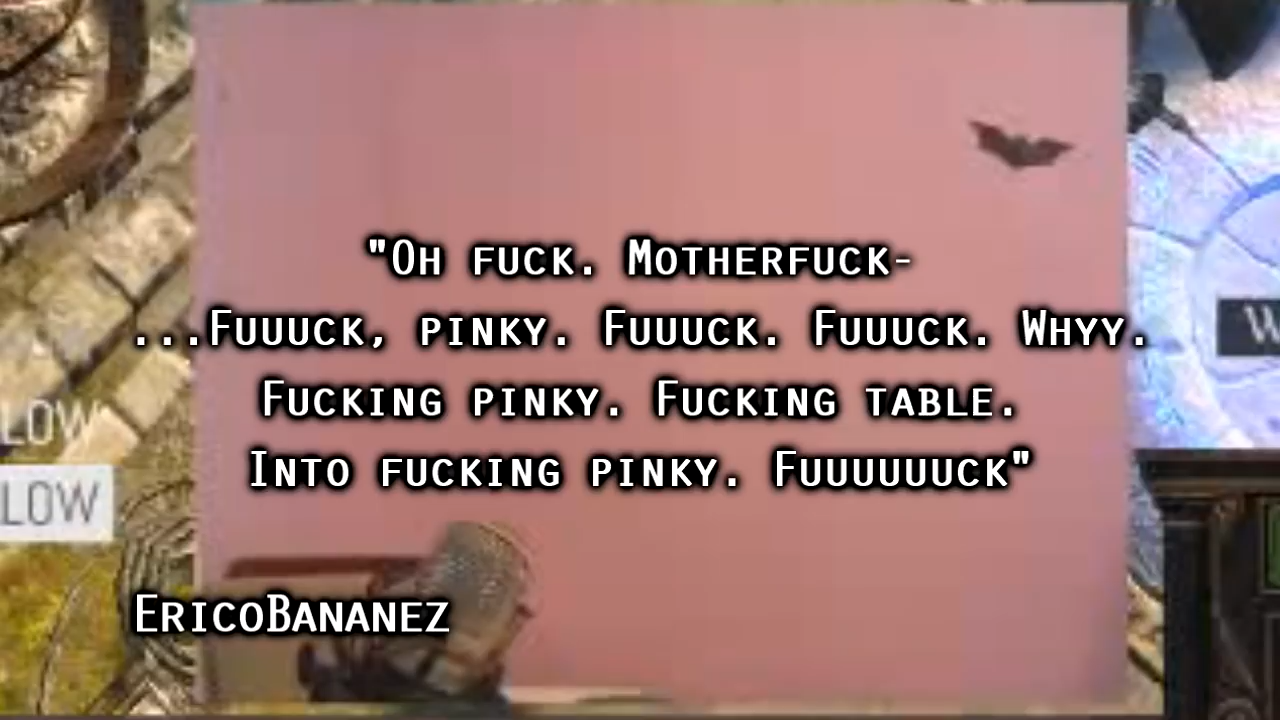 "Oh fuck. Motherfuck-
...Fuuuck, pinky. Fuuuck. Fuuuck. Whyy.
Fucking pinky. Fucking table.
Into fucking pinky. Fuuuuuuck"
LOW
LOW
W
EricoBananez